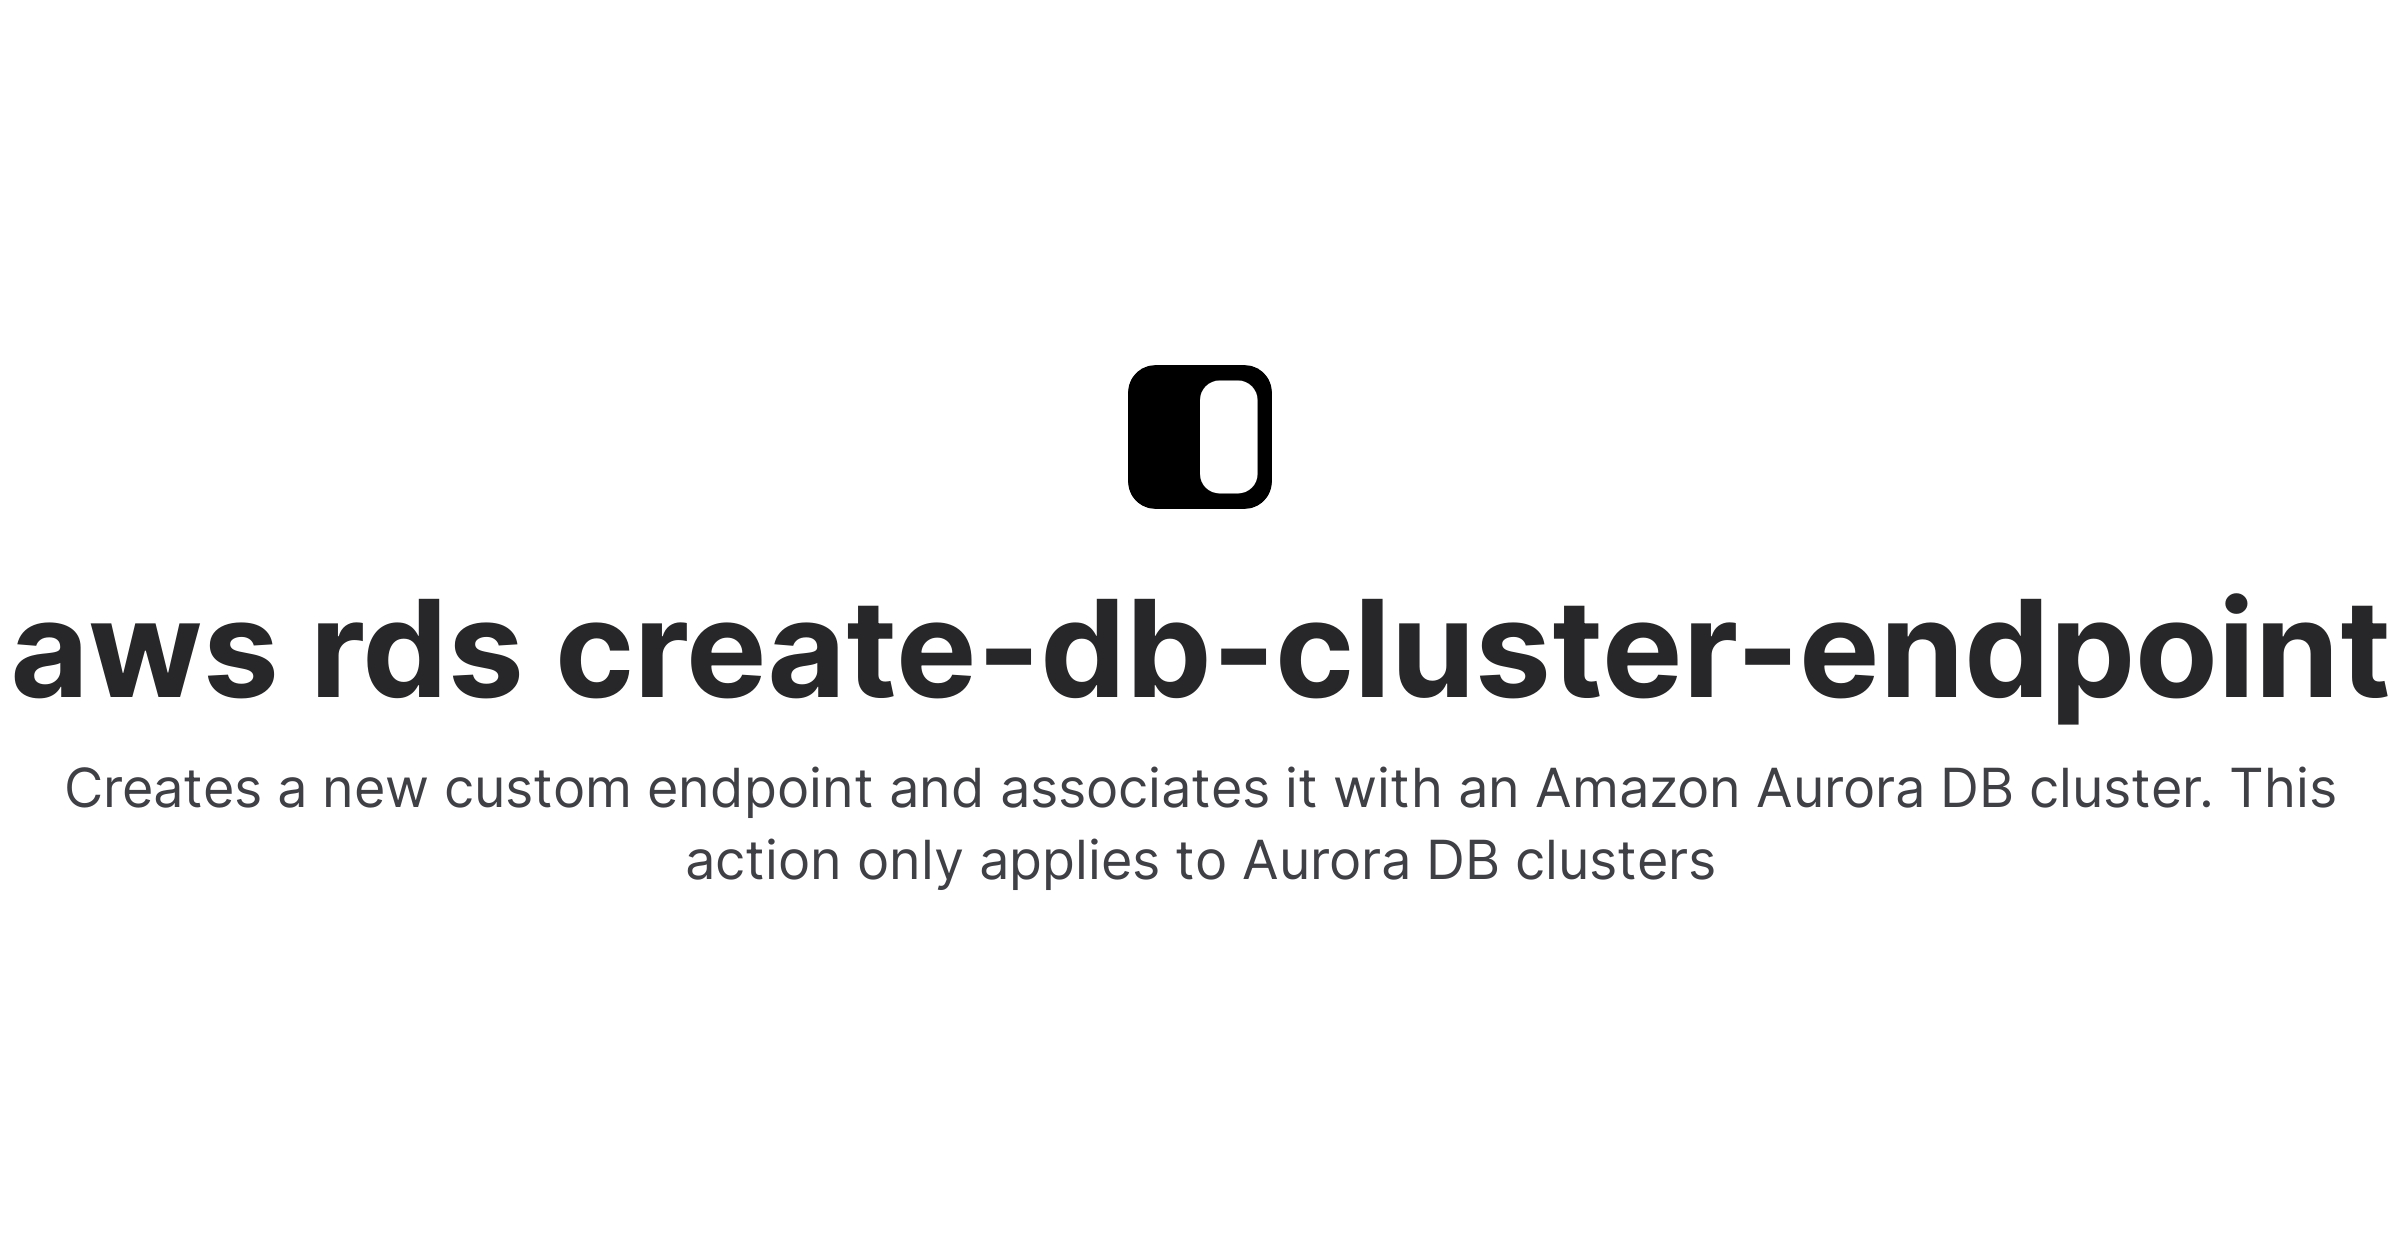 aws rds create-db-cluster-endpoint
Creates a new custom endpoint and associates it with an Amazon Aurora DB cluster. This
action only applies to Aurora DB clusters